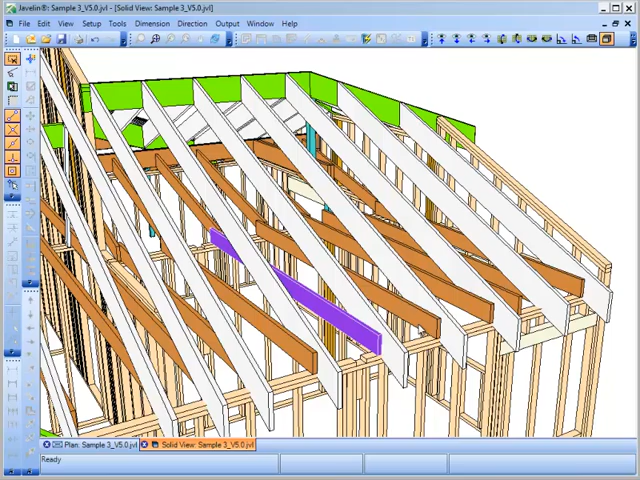 Javelin®: Sample 3_V5.0.jvl - [Solid View: Sample 3_V5.0.jvl]
File Edit View Setup Tools Dimension Direction Output Window Help
Plan: Sample 3_V5.0.jvl Solid View: Sample 3_V5.0.jvl
Ready